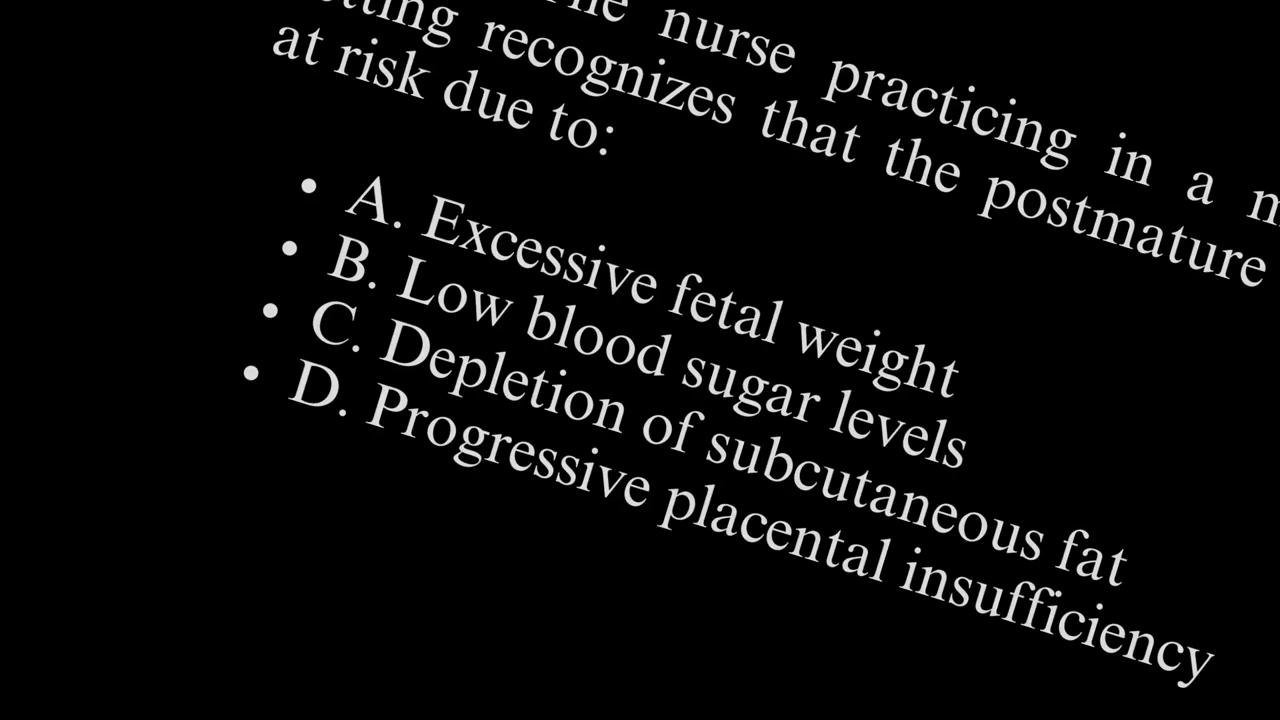 nurse practicing in a
recognizes that the postmature
at risk due to:
• A. Excessive fetal weight
• B. Low blood sugar levels
• C. Depletion of subcutaneous fat
• D. Progressive placental insufficiency